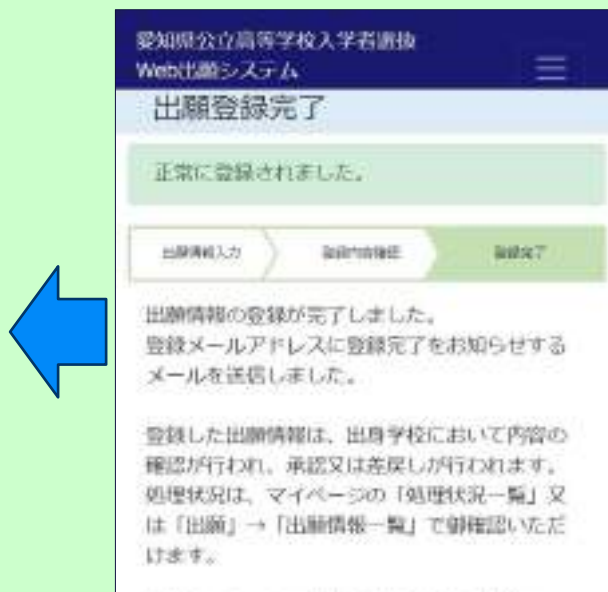 愛知県公立高等学校入学者選抜
Web出願システム
出願登録完了
正常に登録されました。
出願情報入力
登録内容確認
登録完了
出願情報の登録が完了しました。
登録メールアドレスに登録完了をお知らせする
メールを送信しました。
登録した出願情報は、出身学校において内容の
確認が行われ、承認又は差戻しが行われます。
処理状況は、マイページの「処理状況一覧」又
は「出願」→「出願情報一覧」で御確認いただ
けます。